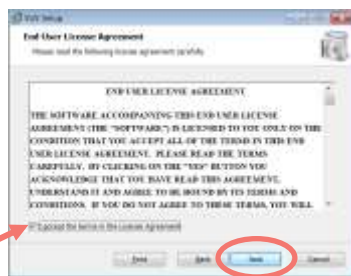 Setup
End-User License Agreement
Please read the following license agreement carefully.
END USER LICENSE AGREEMENT
THE SOFTWARE ACCOMPANYING THIS END USER LICENSE
AGREEMENT (THE "SOFTWARE") IS LICENSED TO YOU ONLY ON THE
CONDITION THAT YOU ACCEPT ALL OF THE TERMS IN THIS END
USER LICENSE AGREEMENT. PLEASE READ THE TERMS
CAREFULLY. BY CLICKING ON THE "YES" BUTTON YOU
ACKNOWLEDGE THAT YOU HAVE READ THIS AGREEMENT,
UNDERSTAND IT AND AGREE TO BE BOUND BY ITS TERMS AND
CONDITIONS. IF YOU DO NOT AGREE TO THESE TERMS, YOU WILL
I accept the terms in the License Agreement
Print Back Next Cancel